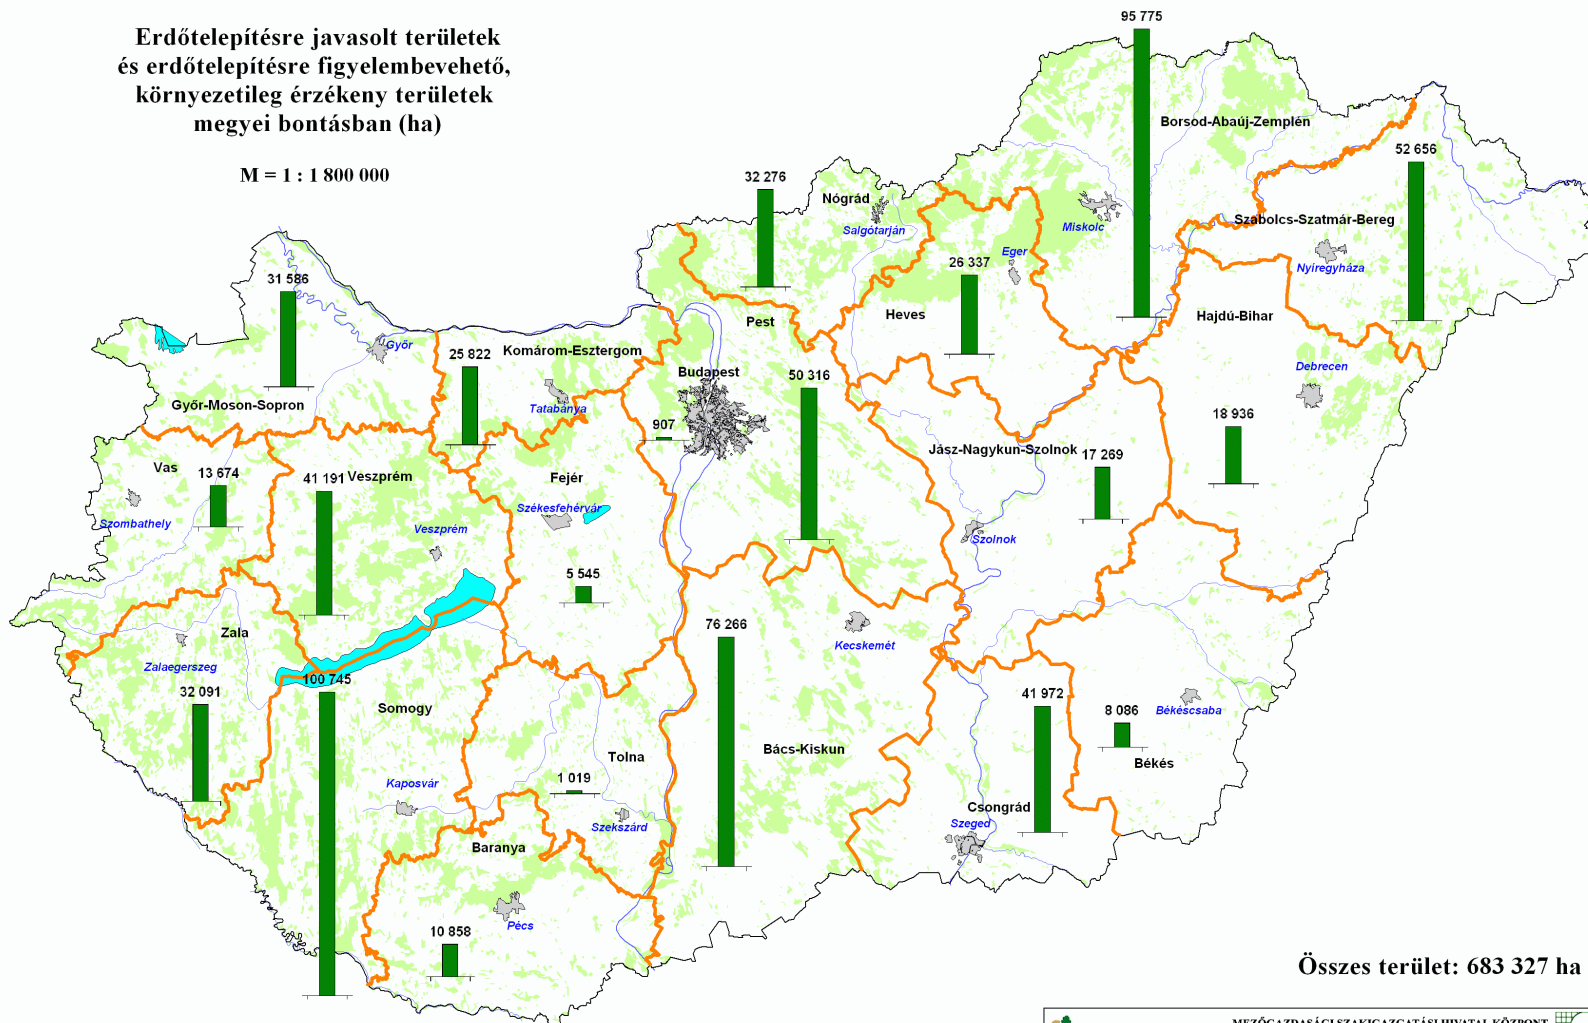 Erdőtelepítésre javasolt területek
és erdőtelepítésre figyelembevehető,
környezetileg érzékeny területek
megyei bontásban (ha)
M = 1 : 1 800 000
95 775
Borsod-Abaúj-Zemplén
52 656
32 276
Nógrád
Salgótarján
Miskolc
Szabolcs-Szatmár-Bereg
Nyíregyháza
Eger
26 337
31 586
Heves
Hajdú-Bihar
Pest
Győr
25 822
Komárom-Esztergom
Budapest
Debrecen
50 316
Győr-Moson-Sopron
Tatabánya
907
18 936
Vas
13 674
41 191
Veszprém
Fejér
Jász-Nagykun-Szolnok
17 269
Szombathely
Veszprém
Székesfehérvár
Szolnok
5 545
Zala
76 266
Kecskemét
Zalaegerszeg
32 091
100 745
Somogy
41 972
8 086
Békéscsaba
Bács-Kiskun
Tolna
Békés
1 019
Kaposvár
Csongrád
Szeged
Szekszárd
Baranya
Pécs
10 858
Összes terület: 683 327 ha
MEZŐGAZDASÁGI SZAKIGAZGATÁSI HIVATAL KÖZPONT